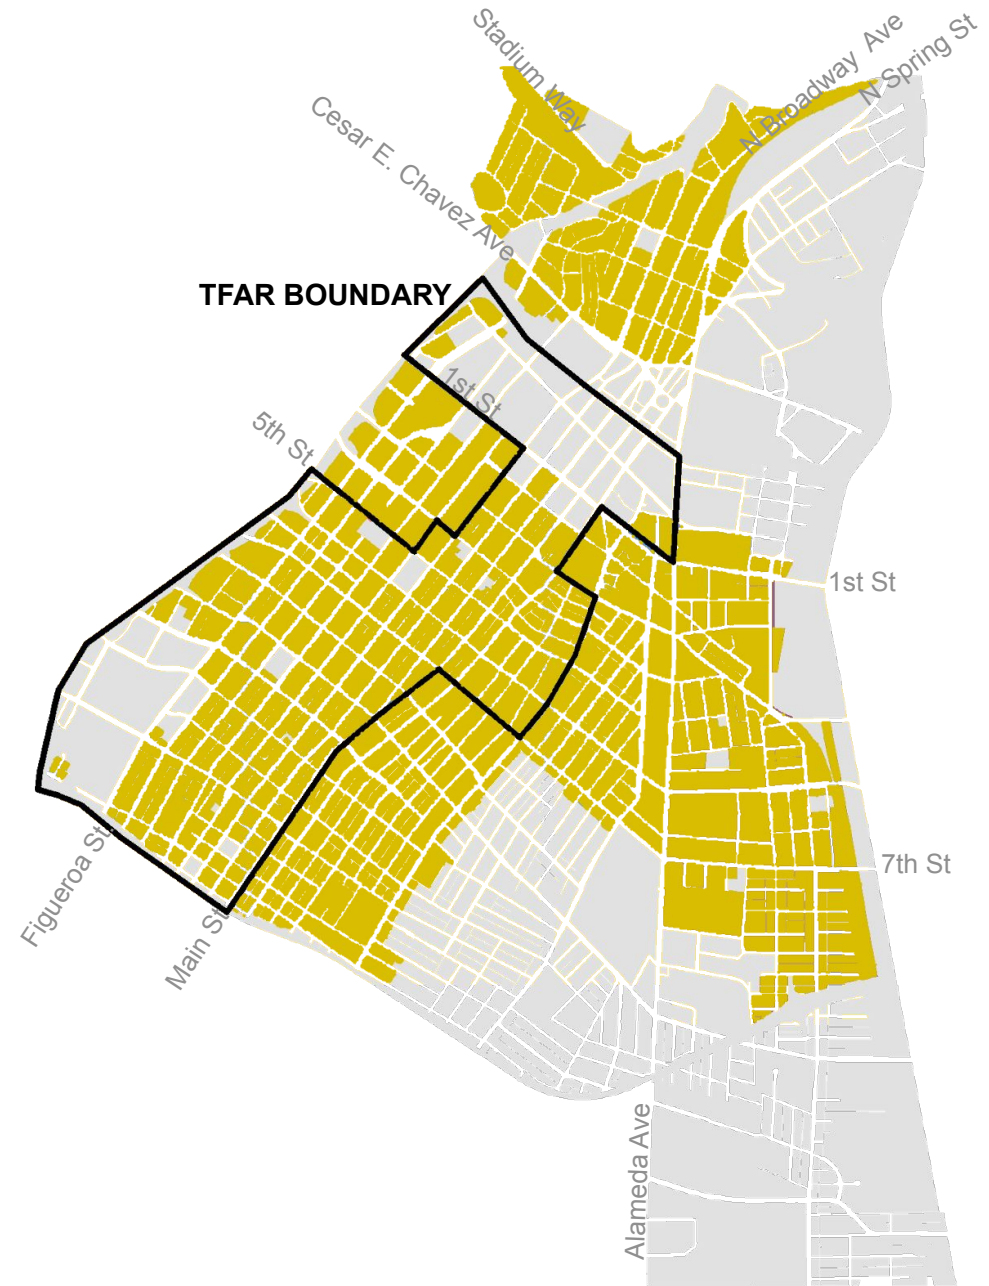 Stadium Way
N Broadway Ave
N Spring St
Cesar E. Chavez Ave
TFAR BOUNDARY
1st St
5th St
1st St
7th St
Figueroa St
Main St
Alameda Ave